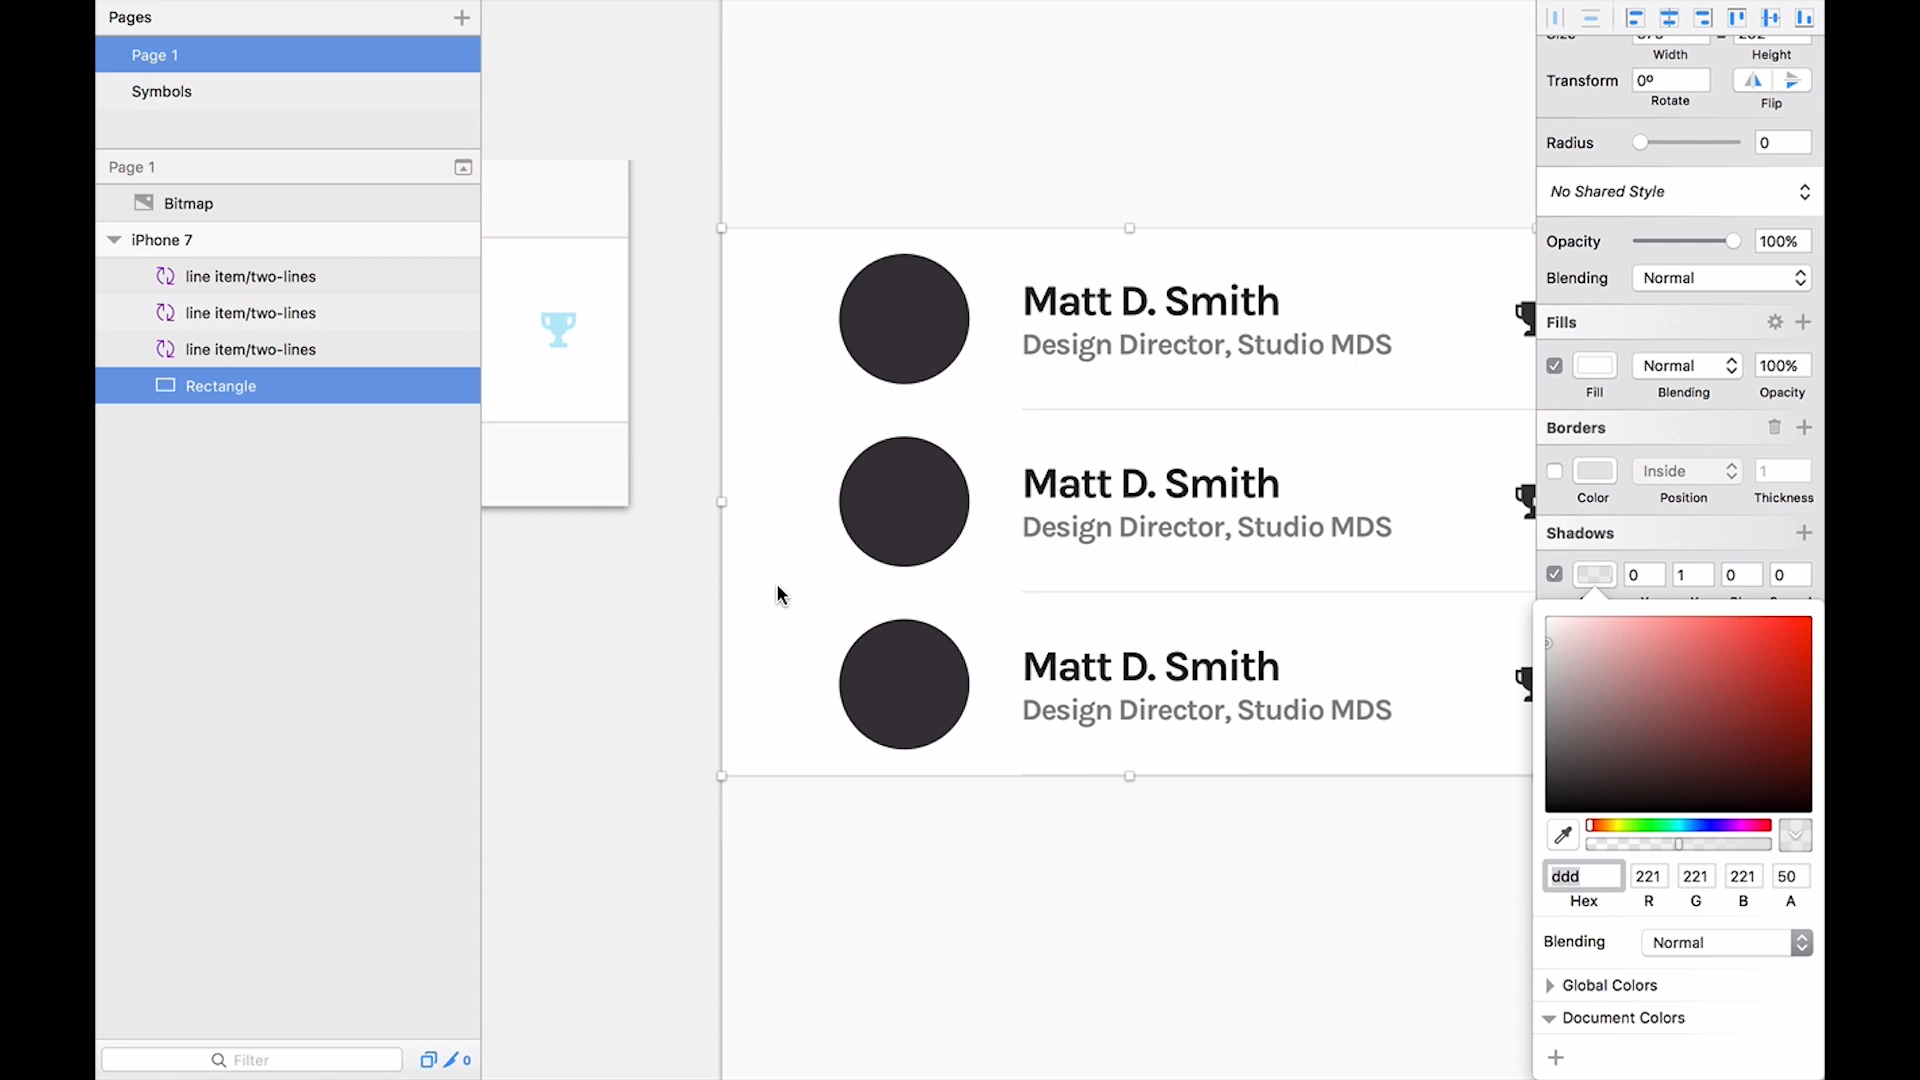 Pages
Page 1
Symbols
Page 1
Bitmap
iPhone 7
line item/two-lines
line item/two-lines
line item/two-lines
Rectangle
Filter
0
Matt D. Smith
Design Director, Studio MDS
Matt D. Smith
Design Director, Studio MDS
Matt D. Smith
Design Director, Studio MDS
Width Height
Transform 0º
Rotate Flip
Radius 0
No Shared Style
Opacity 100%
Blending Normal
Fills
Normal 100%
Fill Blending Opacity
Borders
Inside 1
Color Position Thickness
Shadows
0 1 0 0
ddd 221 221 221 50
Hex R G B A
Blending Normal
Global Colors
Document Colors